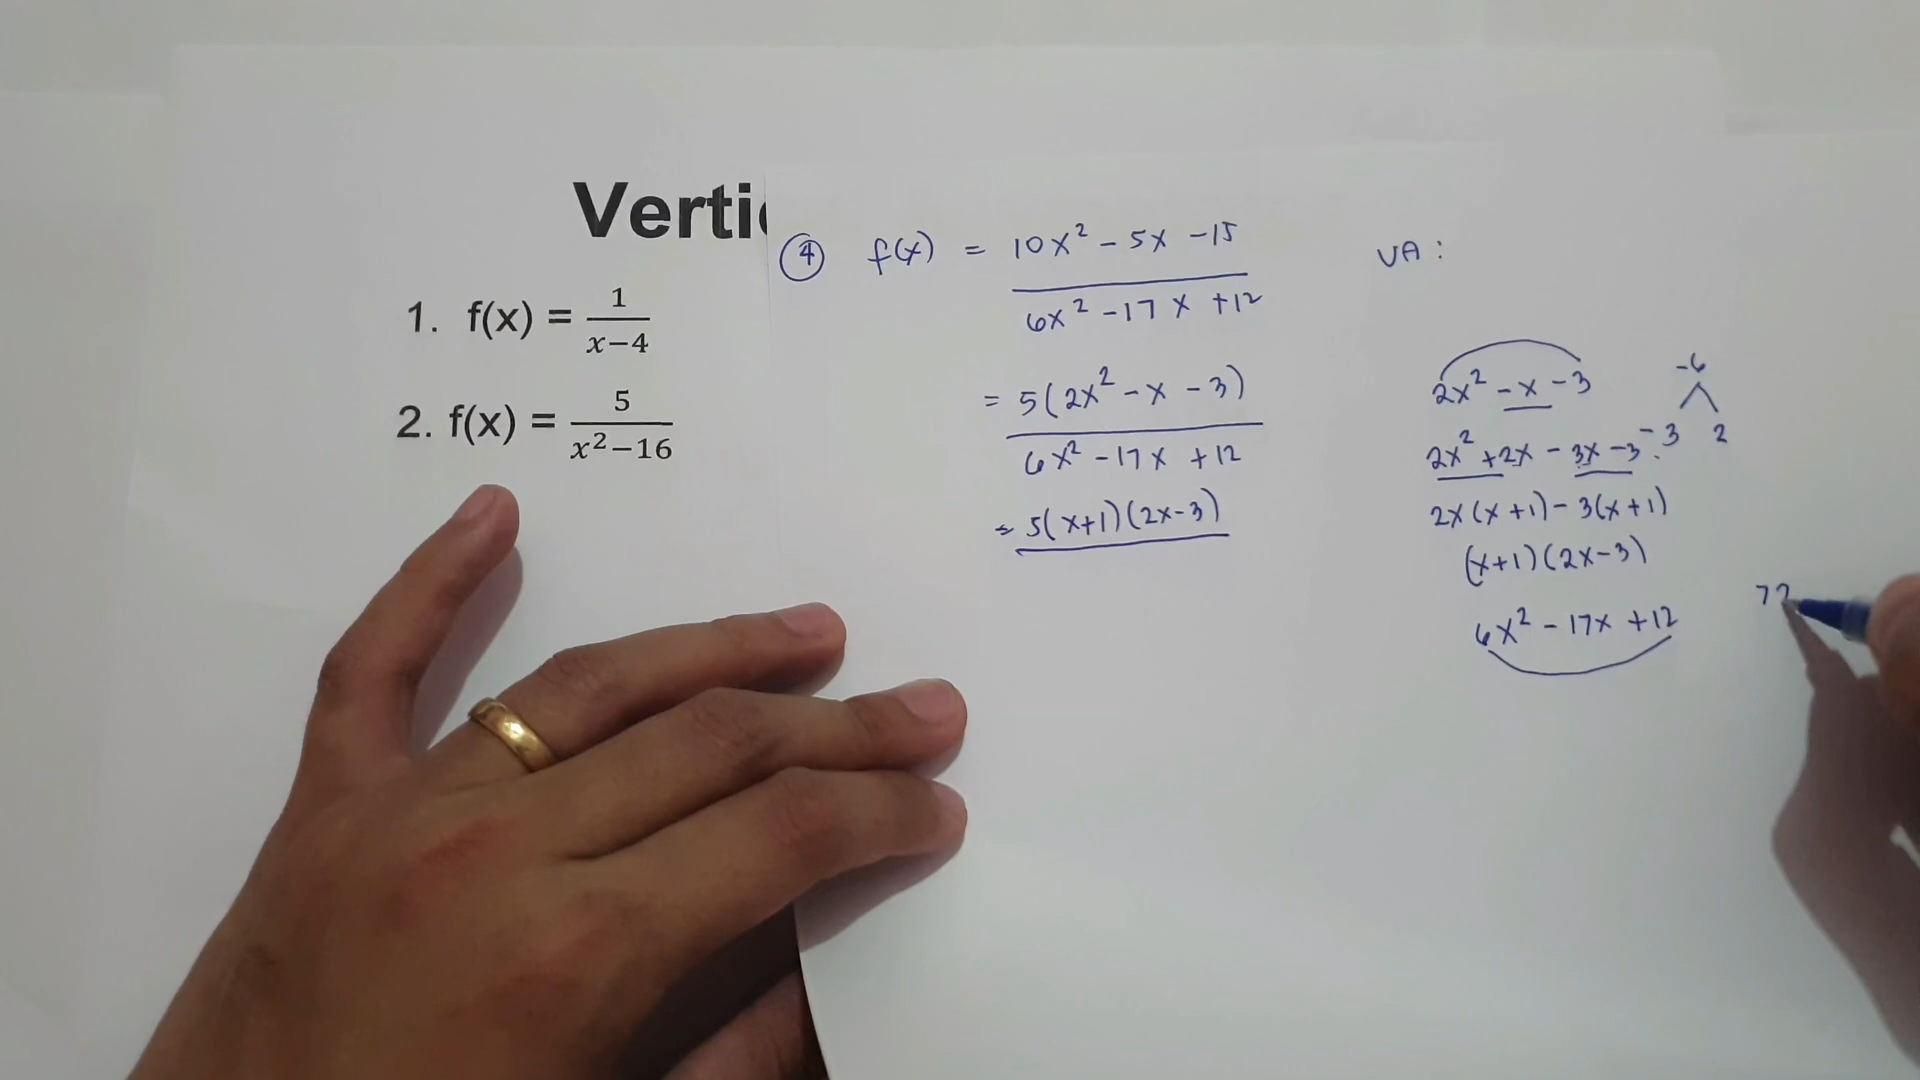 Vertic
1. f(x) = 1/(x−4)
2. f(x) = 5/(x²−16)
④ f(x) = (10x² − 5x − 15)/(6x² − 17x + 12)
= 5(2x² − x − 3)/(6x² − 17x + 12)
= 5(x+1)(2x−3)
VA:
2x² − x − 3
−6
−3 2
2x² + 2x − 3x − 3
2x(x+1) − 3(x+1)
(x+1)(2x−3)
6x² − 17x + 12
72